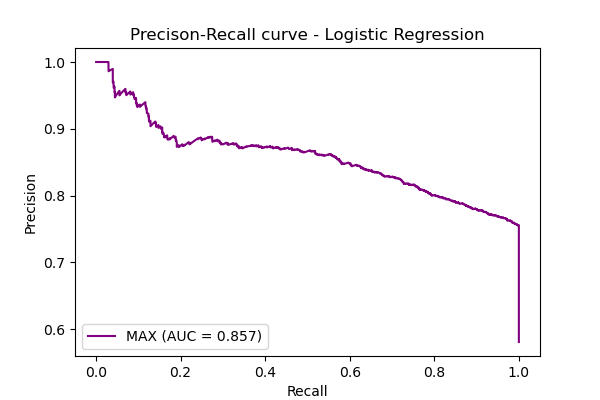 Precison-Recall curve - Logistic Regression
1.0
0.9
0.8
0.7
0.6
Precision
MAX (AUC = 0.857)
0.0 0.2 0.4 0.6 0.8 1.0
Recall